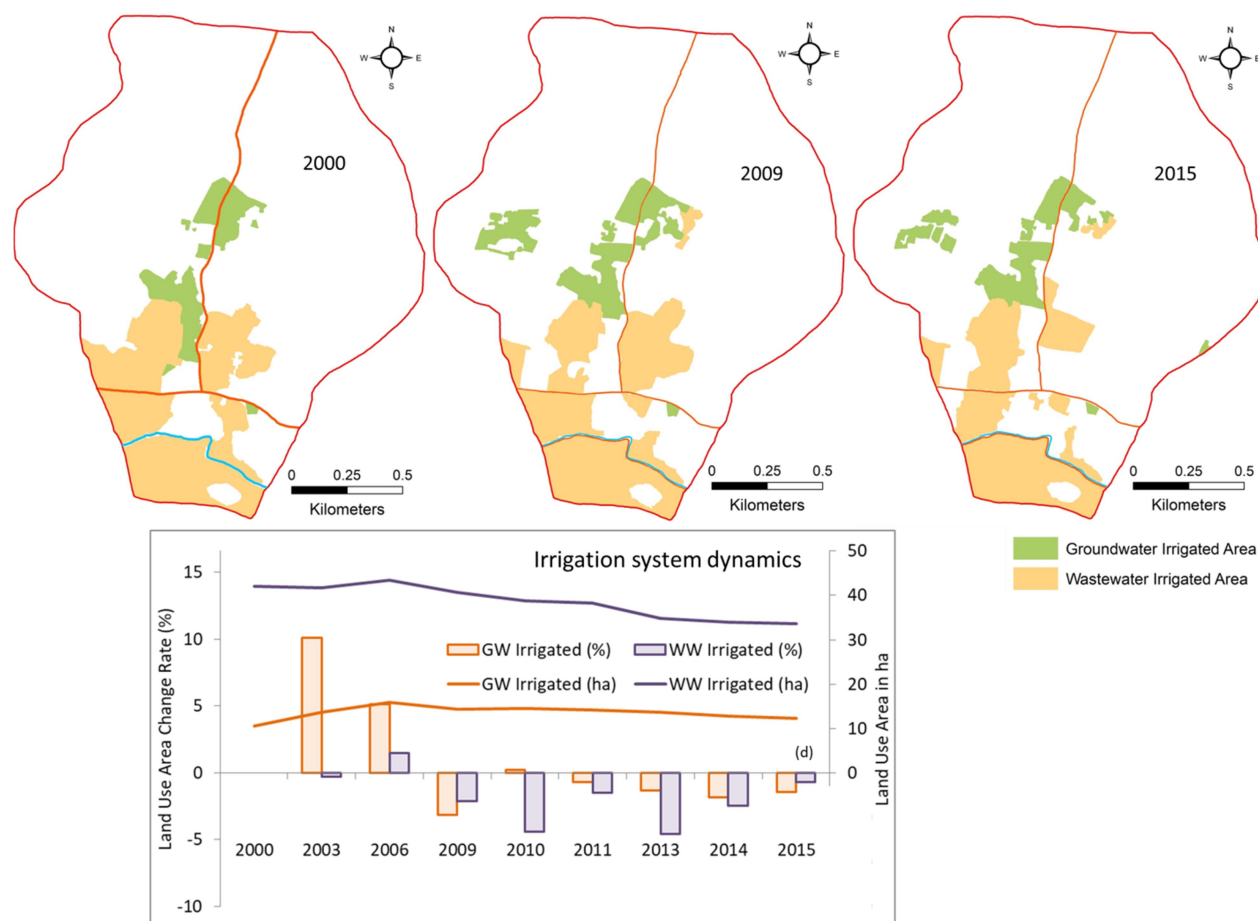 N
W E
S
2000
0 0.25 0.5
Kilometers
N
W E
S
2009
0 0.25 0.5
Kilometers
N
W E
S
2015
0 0.25 0.5
Kilometers
Groundwater Irrigated Area
Wastewater Irrigated Area
Irrigation system dynamics
Land Use Area Change Rate (%)
15
10
5
0
-5
-10
GW Irrigated (%)
WW Irrigated (%)
GW Irrigated (ha)
WW Irrigated (ha)
(d)
50
40
30
20
10
0
Land Use Area in ha
2000 2003 2006 2009 2010 2011 2013 2014 2015